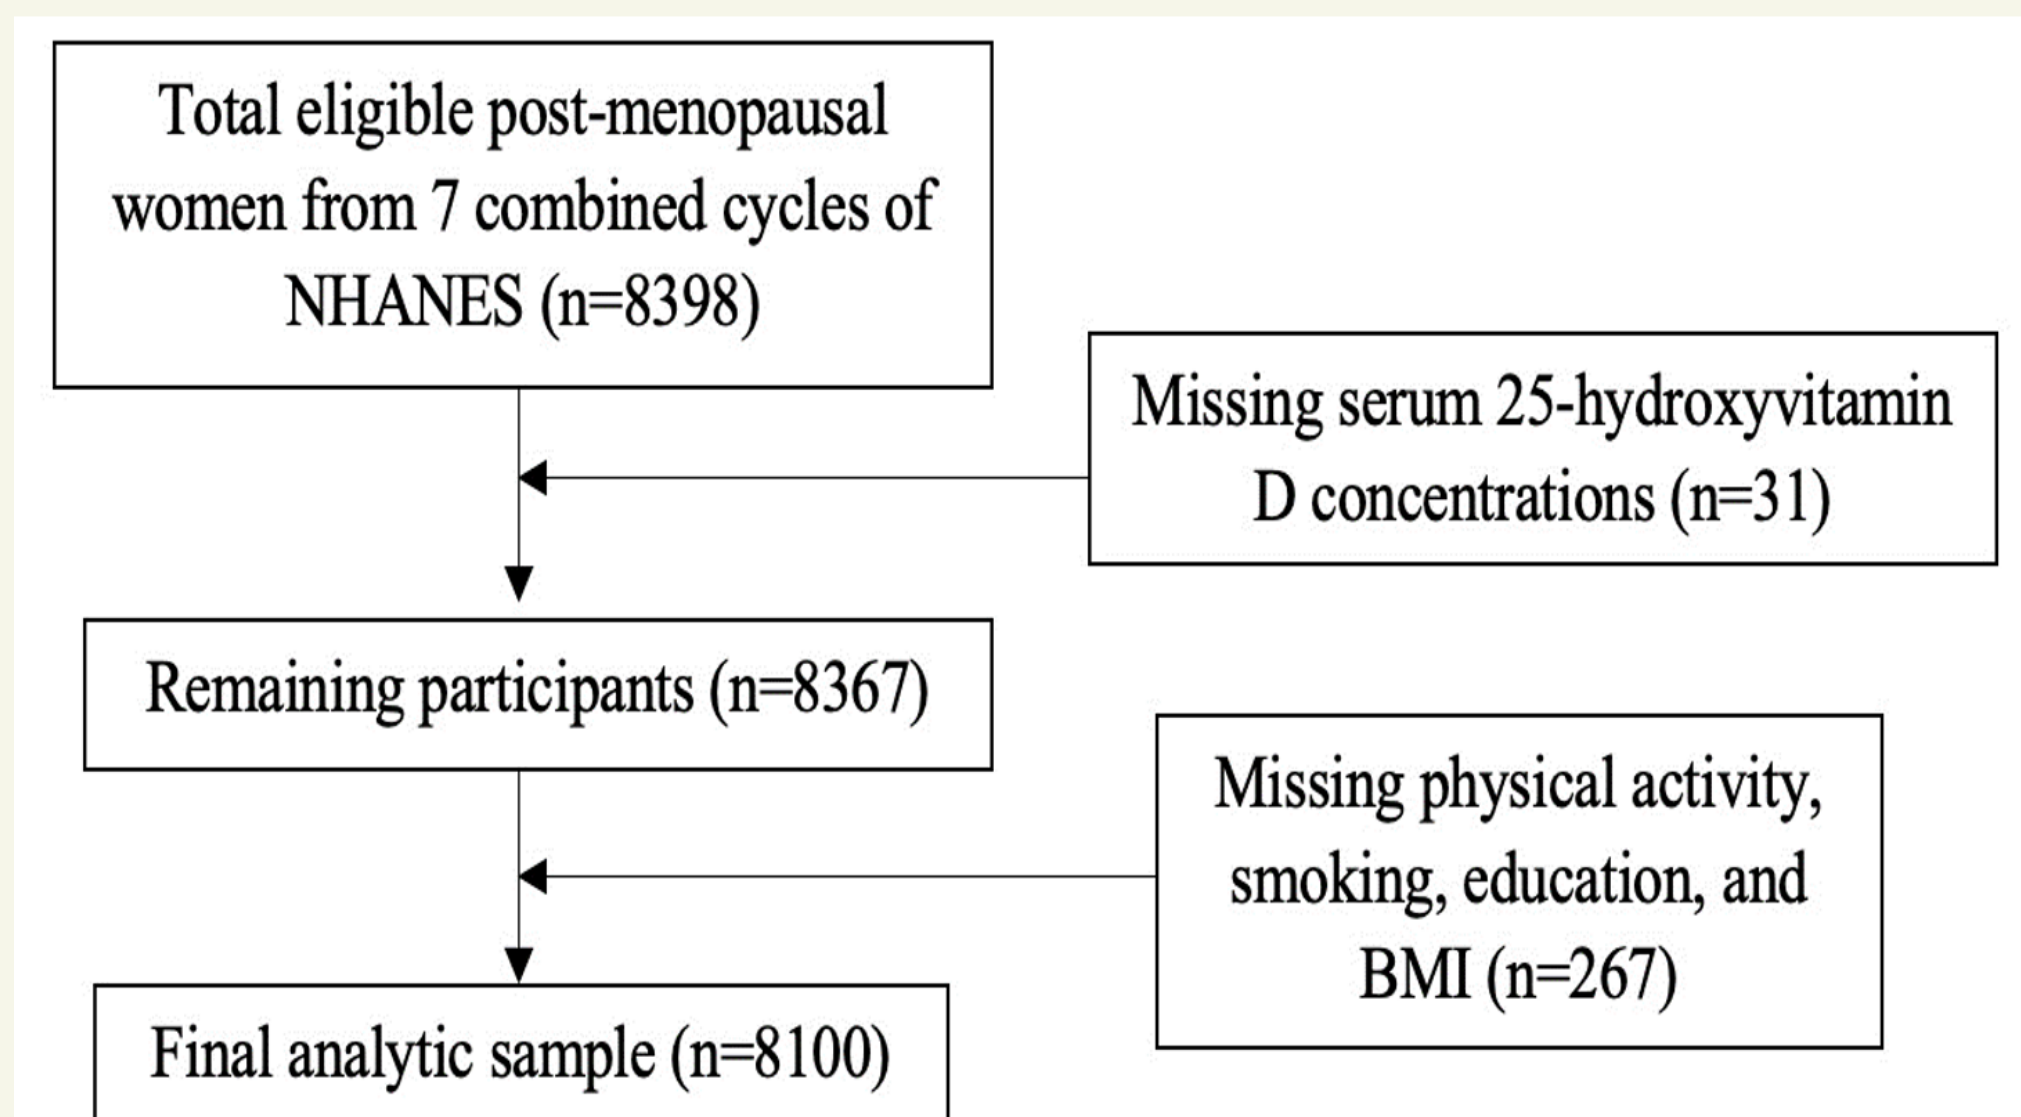 Total eligible post-menopausal
women from 7 combined cycles of
NHANES (n=8398)
Missing serum 25-hydroxyvitamin
D concentrations (n=31)
Remaining participants (n=8367)
Missing physical activity,
smoking, education, and
BMI (n=267)
Final analytic sample (n=8100)